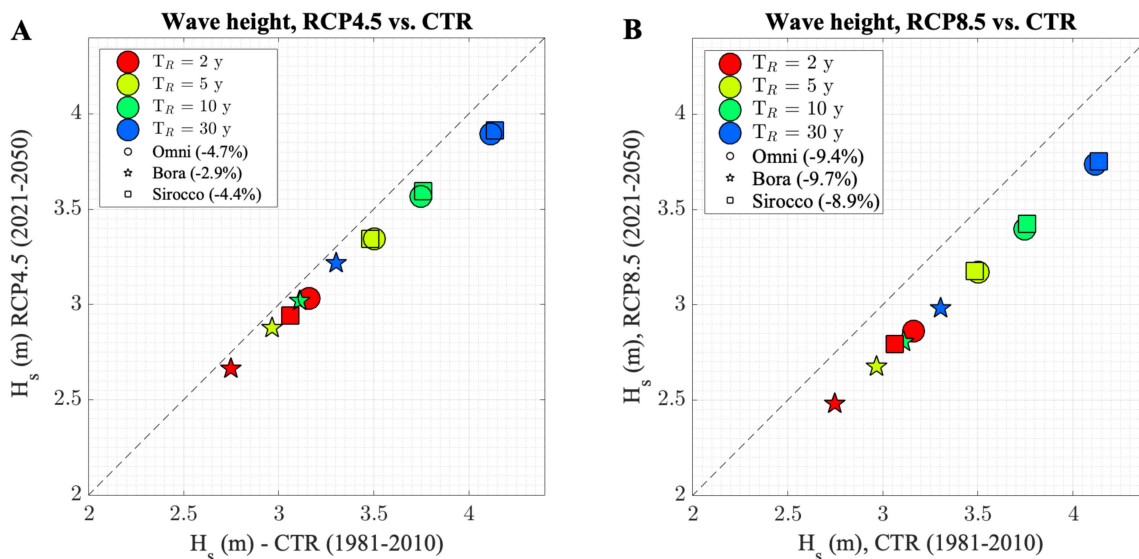 A
Wave height, RCP4.5 vs. CTR
T_R = 2 y
T_R = 5 y
T_R = 10 y
T_R = 30 y
Omni (-4.7%)
Bora (-2.9%)
Sirocco (-4.4%)
H_s (m) RCP4.5 (2021-2050)
4
3.5
3
2.5
2
2
2.5
3
3.5
4
H_s (m) - CTR (1981-2010)
B
Wave height, RCP8.5 vs. CTR
T_R = 2 y
T_R = 5 y
T_R = 10 y
T_R = 30 y
Omni (-9.4%)
Bora (-9.7%)
Sirocco (-8.9%)
H_s (m), RCP8.5 (2021-2050)
4
3.5
3
2.5
2
2
2.5
3
3.5
4
H_s (m), CTR (1981-2010)